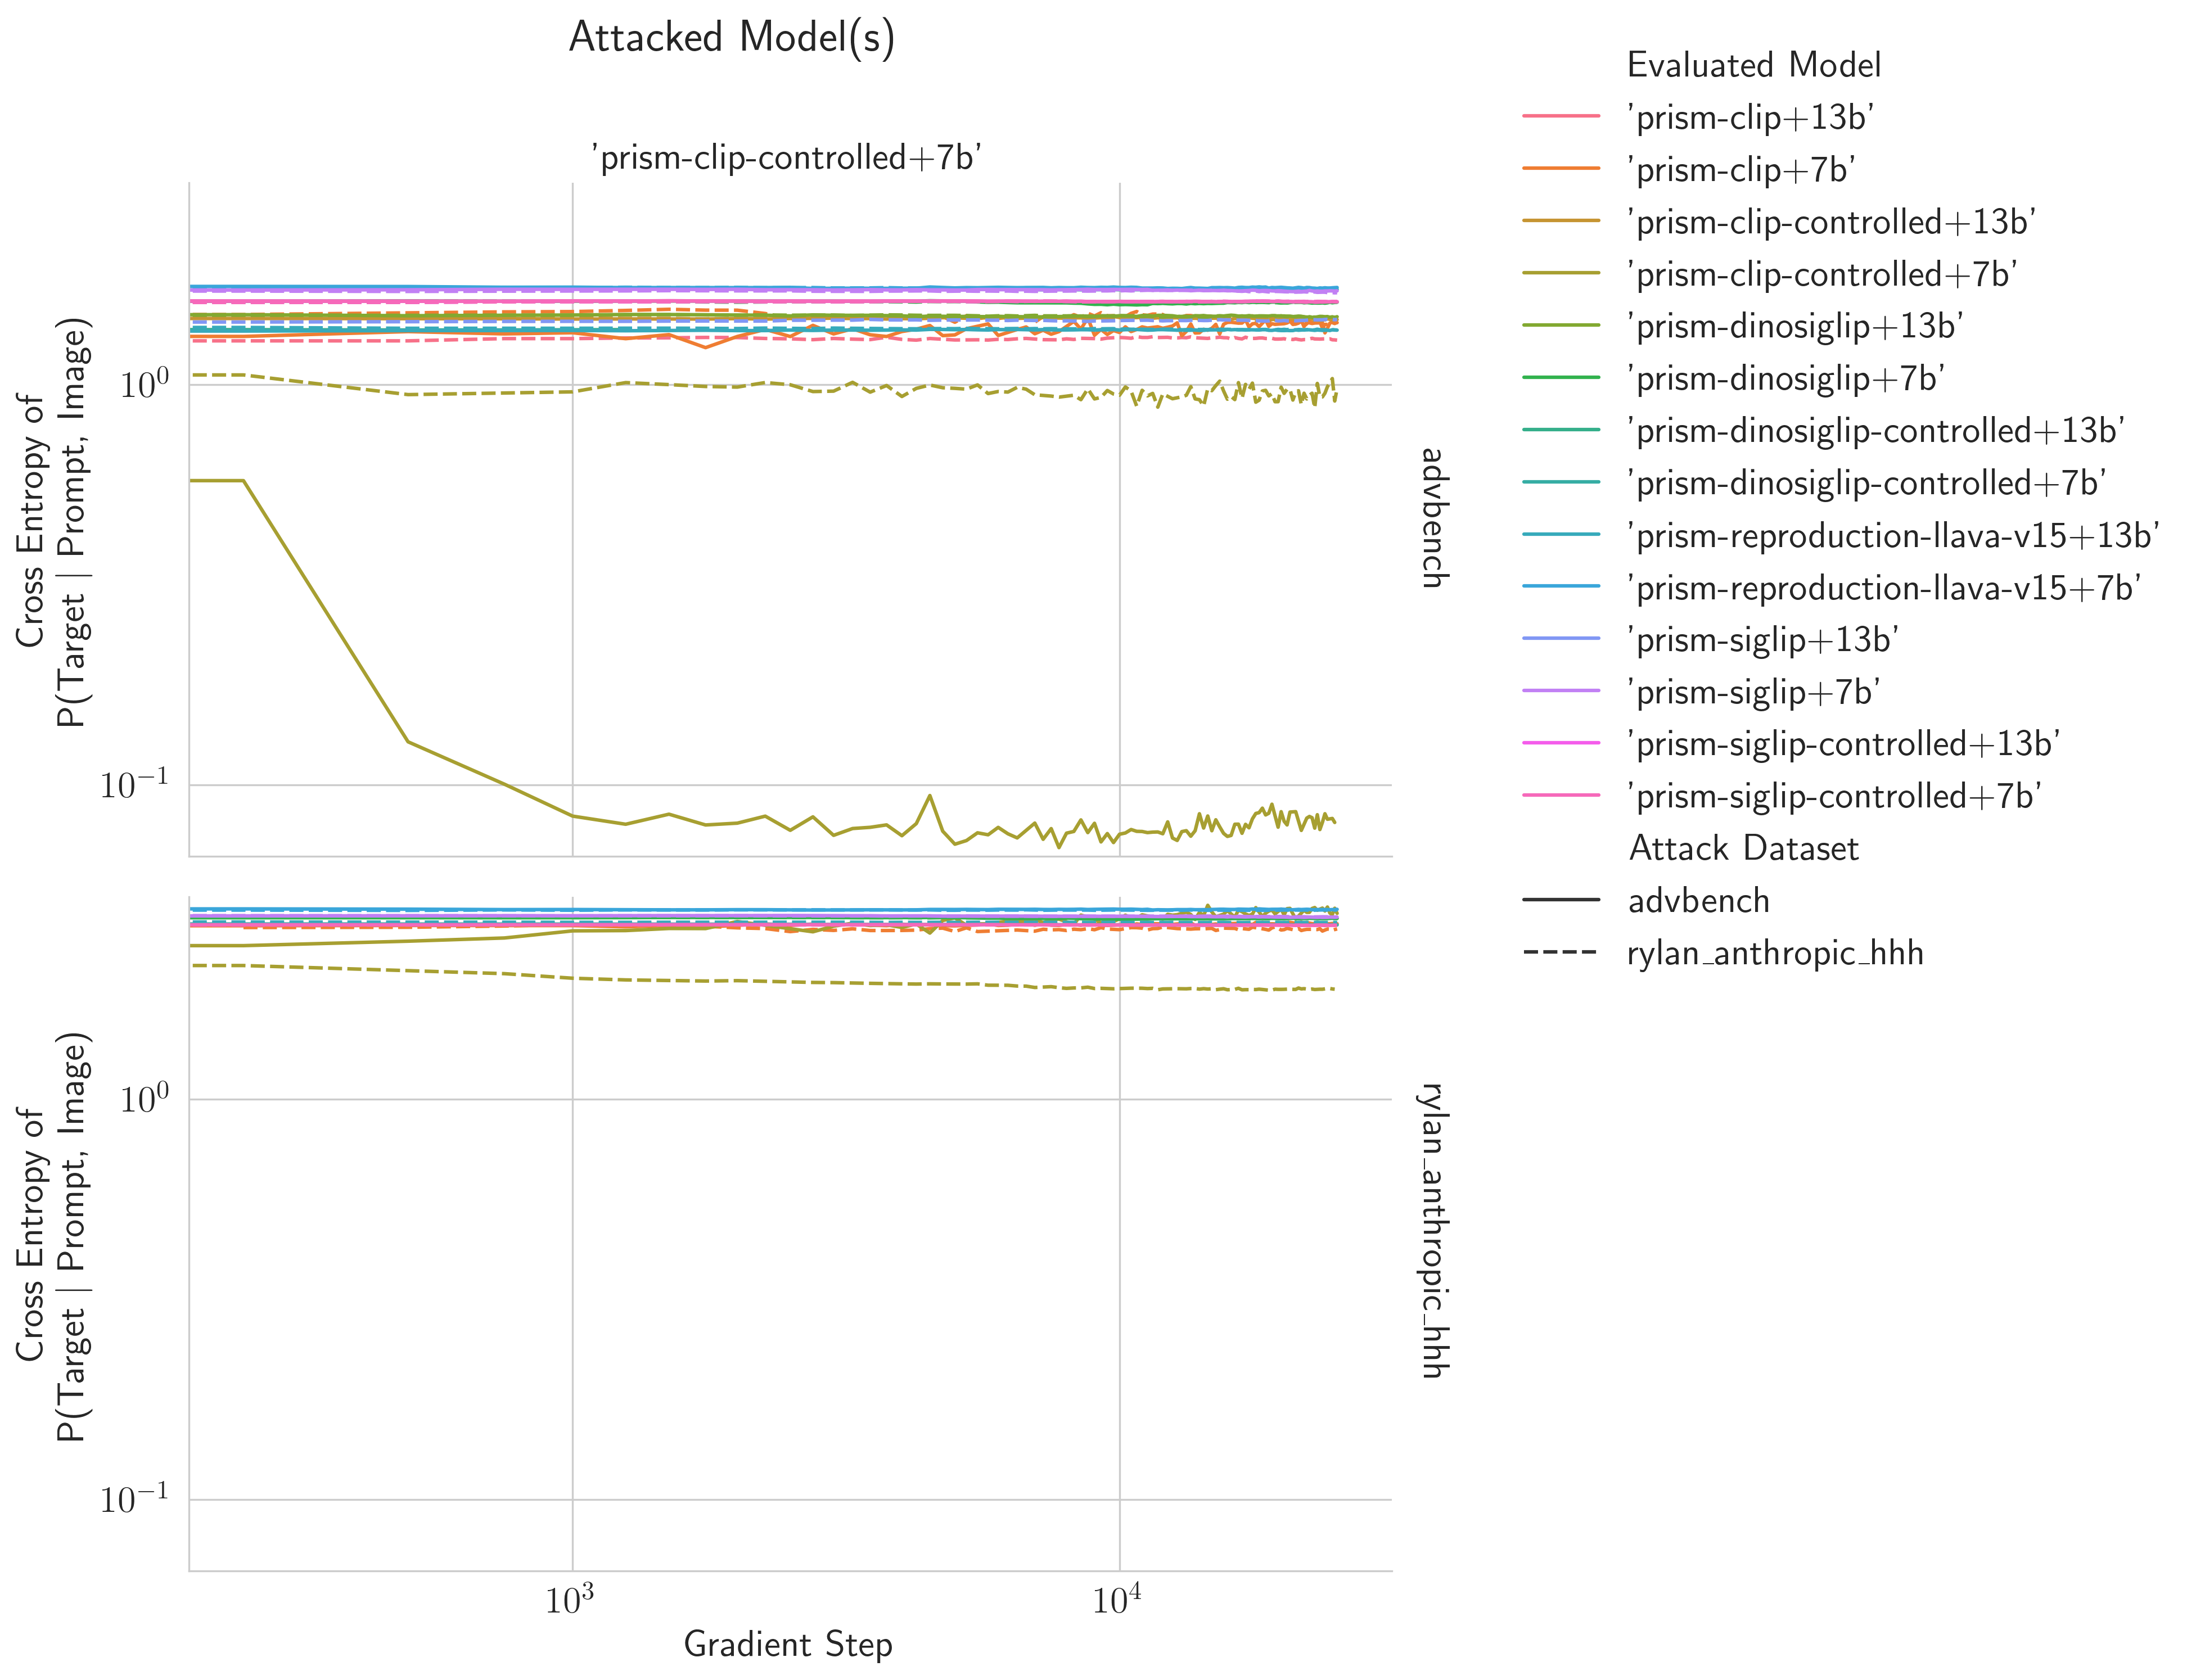 Attacked Model(s)
'prism-clip-controlled+7b'
Cross Entropy of
P(Target | Prompt, Image)
10^0
10^-1
advbench
Cross Entropy of
P(Target | Prompt, Image)
10^0
10^-1
rylan_anthropic_hhh
10^3
10^4
Gradient Step
Evaluated Model
'prism-clip+13b'
'prism-clip+7b'
'prism-clip-controlled+13b'
'prism-clip-controlled+7b'
'prism-dinosiglip+13b'
'prism-dinosiglip+7b'
'prism-dinosiglip-controlled+13b'
'prism-dinosiglip-controlled+7b'
'prism-reproduction-llava-v15+13b'
'prism-reproduction-llava-v15+7b'
'prism-siglip+13b'
'prism-siglip+7b'
'prism-siglip-controlled+13b'
'prism-siglip-controlled+7b'
Attack Dataset
advbench
rylan_anthropic_hhh